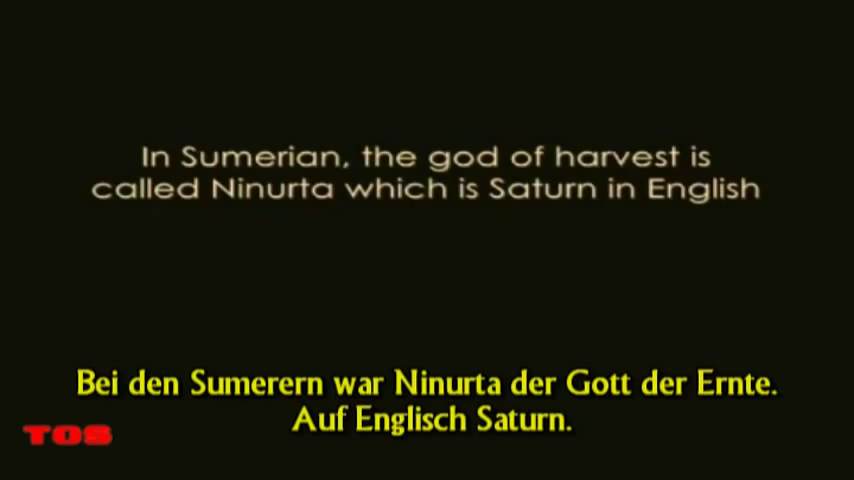 In Sumerian, the god of harvest is
called Ninurta which is Saturn in English
Bei den Sumerern war Ninurta der Gott der Ernte.
Auf Englisch Saturn.
TOS